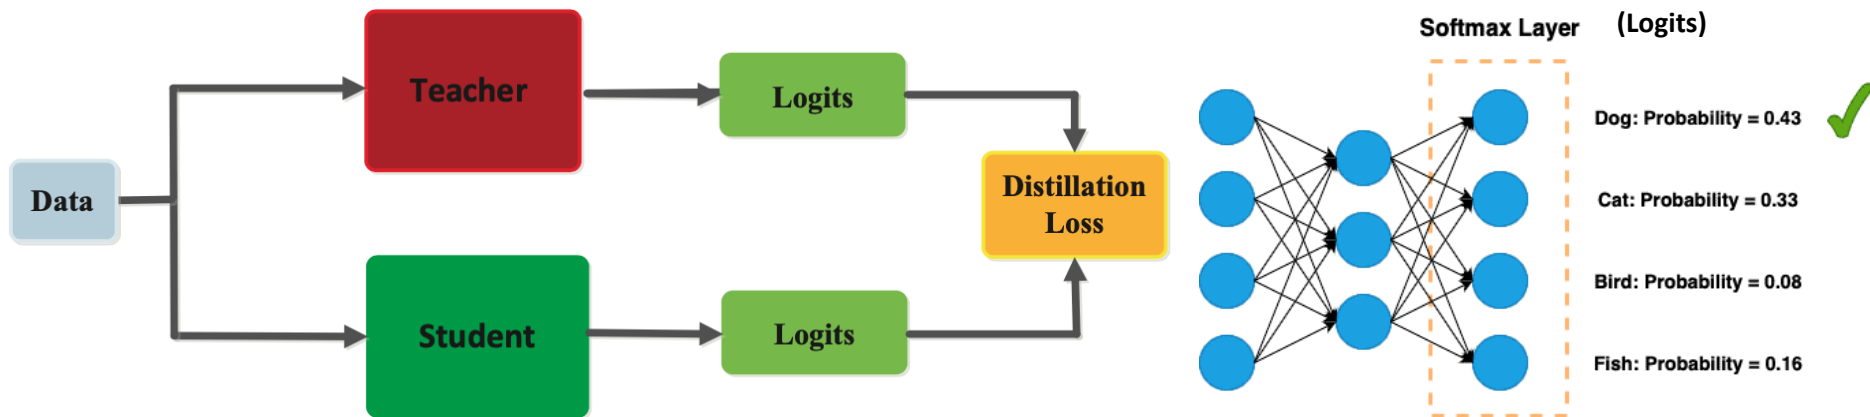 Data
Teacher
Logits
Distillation
Loss
Student
Logits
Softmax Layer (Logits)
Dog: Probability = 0.43
Cat: Probability = 0.33
Bird: Probability = 0.08
Fish: Probability = 0.16